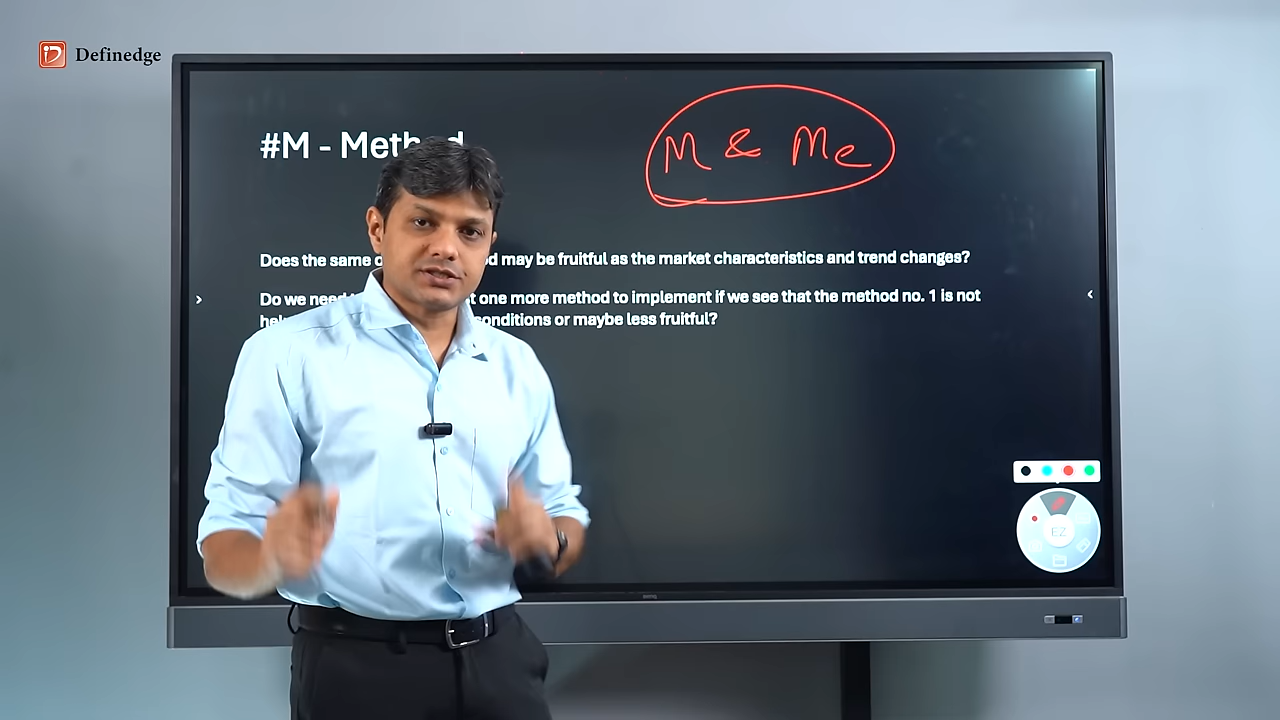 Definedge
#M - Method
M & Me
Does the same d may be fruitful as the market characteristics and trend changes?
Do we need t one more method to implement if we see that the method no. 1 is not
conditions or maybe less fruitful?
EZ
BenQ